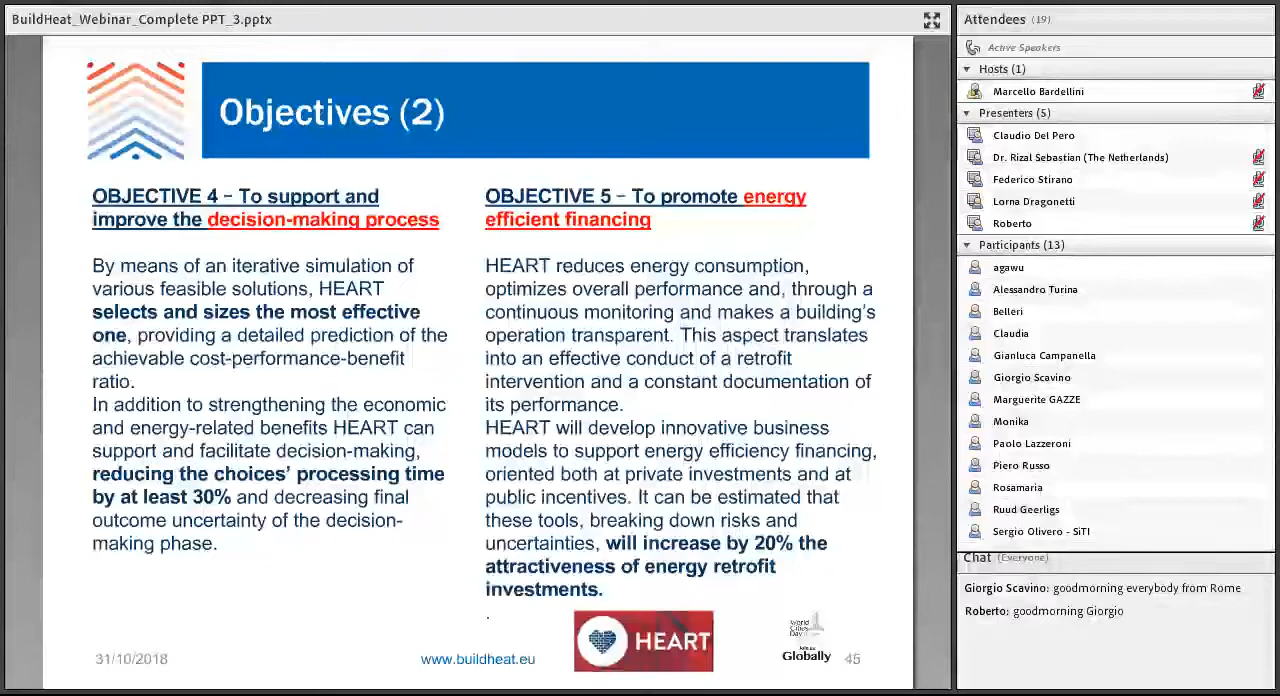 BuildHeat_Webinar_Complete PPT_3.pptx
Objectives (2)
OBJECTIVE 4 – To support and
improve the decision-making process
By means of an iterative simulation of
various feasible solutions, HEART
selects and sizes the most effective
one, providing a detailed prediction of the
achievable cost-performance-benefit
ratio.
In addition to strengthening the economic
and energy-related benefits HEART can
support and facilitate decision-making,
reducing the choices' processing time
by at least 30% and decreasing final
outcome uncertainty of the decision-
making phase.
OBJECTIVE 5 – To promote energy
efficient financing
HEART reduces energy consumption,
optimizes overall performance and, through a
continuous monitoring and makes a building's
operation transparent. This aspect translates
into an effective conduct of a retrofit
intervention and a constant documentation of
its performance.
HEART will develop innovative business
models to support energy efficiency financing,
oriented both at private investments and at
public incentives. It can be estimated that
these tools, breaking down risks and
uncertainties, will increase by 20% the
attractiveness of energy retrofit
investments.
.
31/10/2018
www.buildheat.eu
HEART
World
Cities
Day
Globally
45
Attendees (19)
Active Speakers
Hosts (1)
Marcello Bardellini
Presenters (5)
Claudio Del Pero
Dr. Rizal Sebastian (The Netherlands)
Federico Stirano
Lorna Dragonetti
Roberto
Participants (13)
agawu
Alessandro Turina
Belleri
Claudia
Gianluca Campanella
Giorgio Scavino
Marguerite GAZZE
Monika
Paolo Lazzeroni
Piero Russo
Rosamaria
Ruud Geerligs
Sergio Olivero - SiTI
Chat (Everyone)
Giorgio Scavino: goodmorning everybody from Rome
Roberto: goodmorning Giorgio